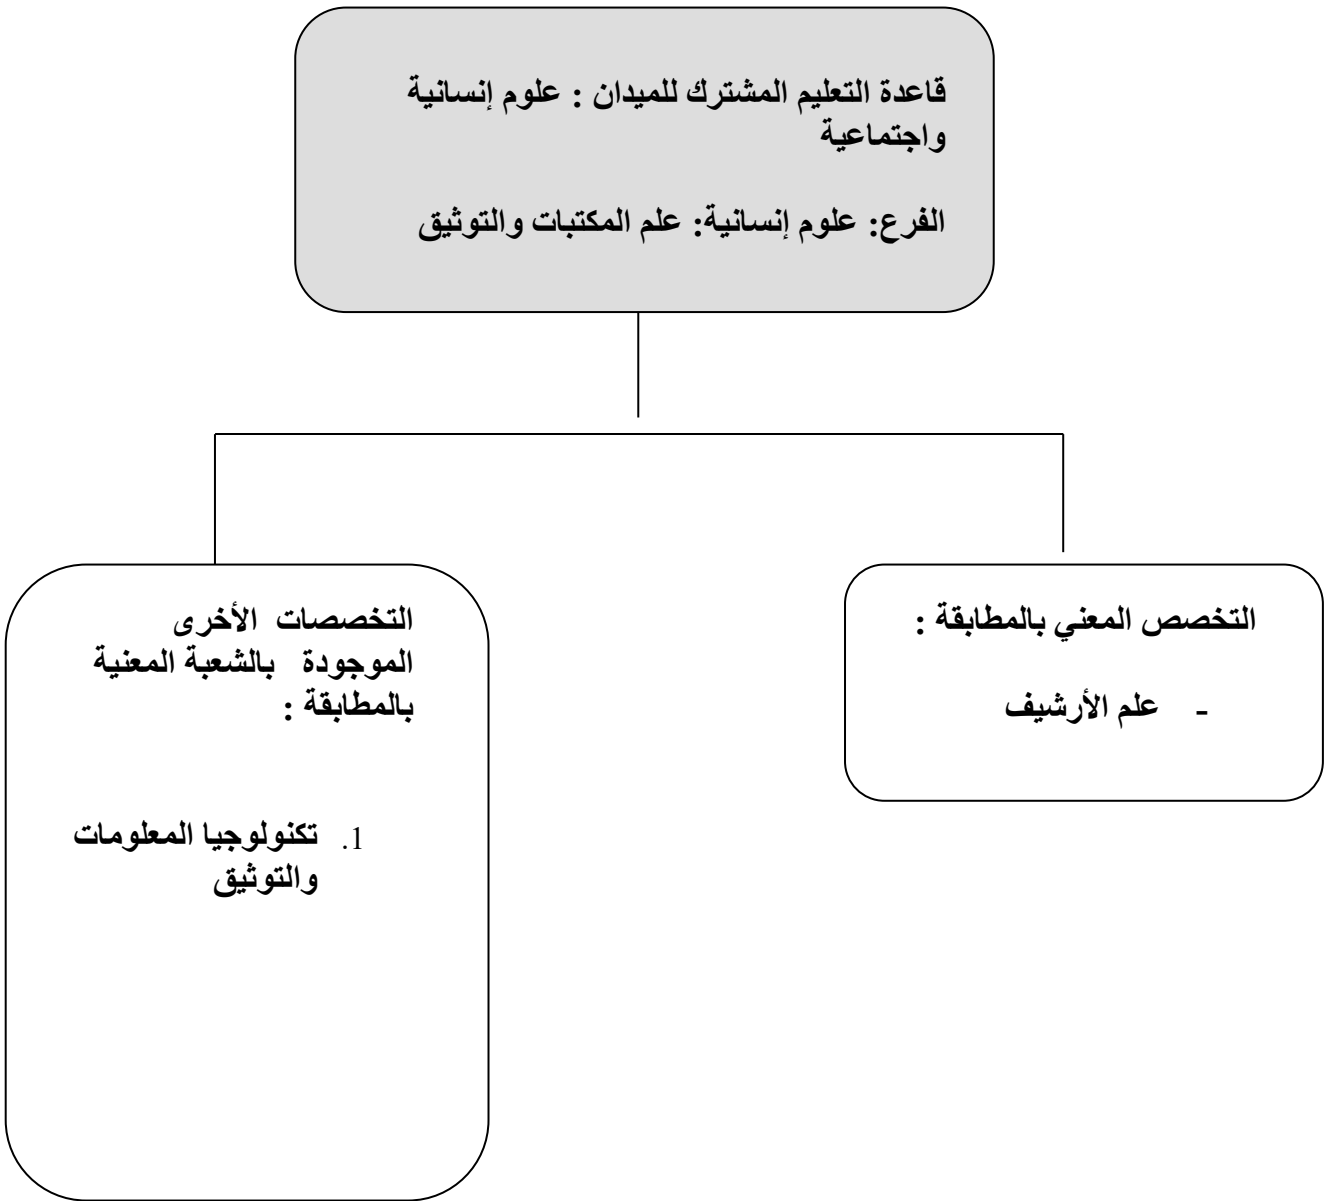 قاعدة التعليم المشترك للميدان : علوم إنسانية
واجتماعية
الفرع: علوم إنسانية: علم المكتبات والتوثيق
التخصص المعني بالمطابقة :
- علم الأرشيف
التخصصات الأخرى
الموجودة بالشعبة المعنية
بالمطابقة :
1. تكنولوجيا المعلومات
والتوثيق